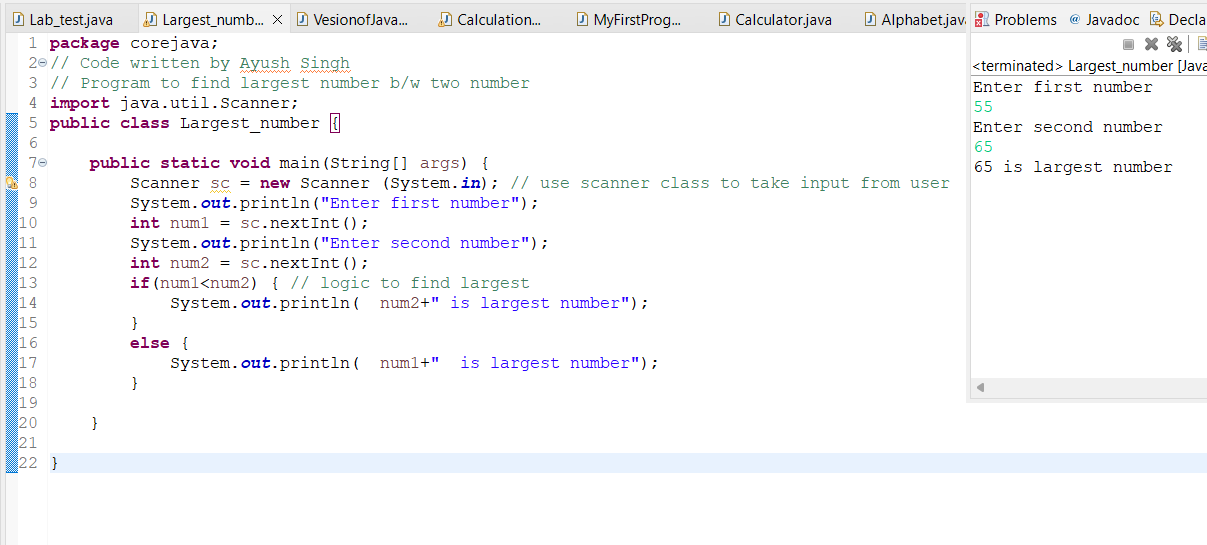 Lab_test.java Largest_numb... VesionofJava... Calculation... MyFirstProg... Calculator.java Alphabet.java
Problems @ Javadoc Decla
<terminated> Largest_number [Java
Enter first number
55
Enter second number
65
65 is largest number
1 package corejava;
2 // Code written by Ayush Singh
3 // Program to find largest number b/w two number
4 import java.util.Scanner;
5 public class Largest_number {
6
7     public static void main(String[] args) {
8         Scanner sc = new Scanner (System.in); // use scanner class to take input from user
9         System.out.println("Enter first number");
10         int num1 = sc.nextInt();
11         System.out.println("Enter second number");
12         int num2 = sc.nextInt();
13         if(num1<num2) { // logic to find largest
14             System.out.println(  num2+" is largest number");
15         }
16         else {
17             System.out.println(  num1+"  is largest number");
18         }
19
20     }
21
22 }